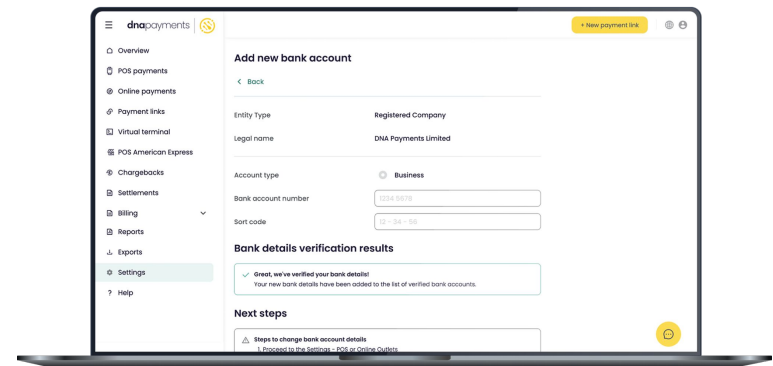 dnapayments
+ New payment link
Overview
POS payments
Online payments
Payment links
Virtual terminal
POS American Express
Chargebacks
Settlements
Billing
Reports
Exports
Settings
Help
Add new bank account
Back
Entity Type
Registered Company
Legal name
DNA Payments Limited
Account type
Business
Bank account number
1234 5678
Sort code
12 - 34 - 56
Bank details verification results
Great, we've verified your bank details!
Your new bank details have been added to the list of verified bank accounts.
Next steps
Steps to change bank account details
1. Proceed to the Settings - POS or Online Outlets